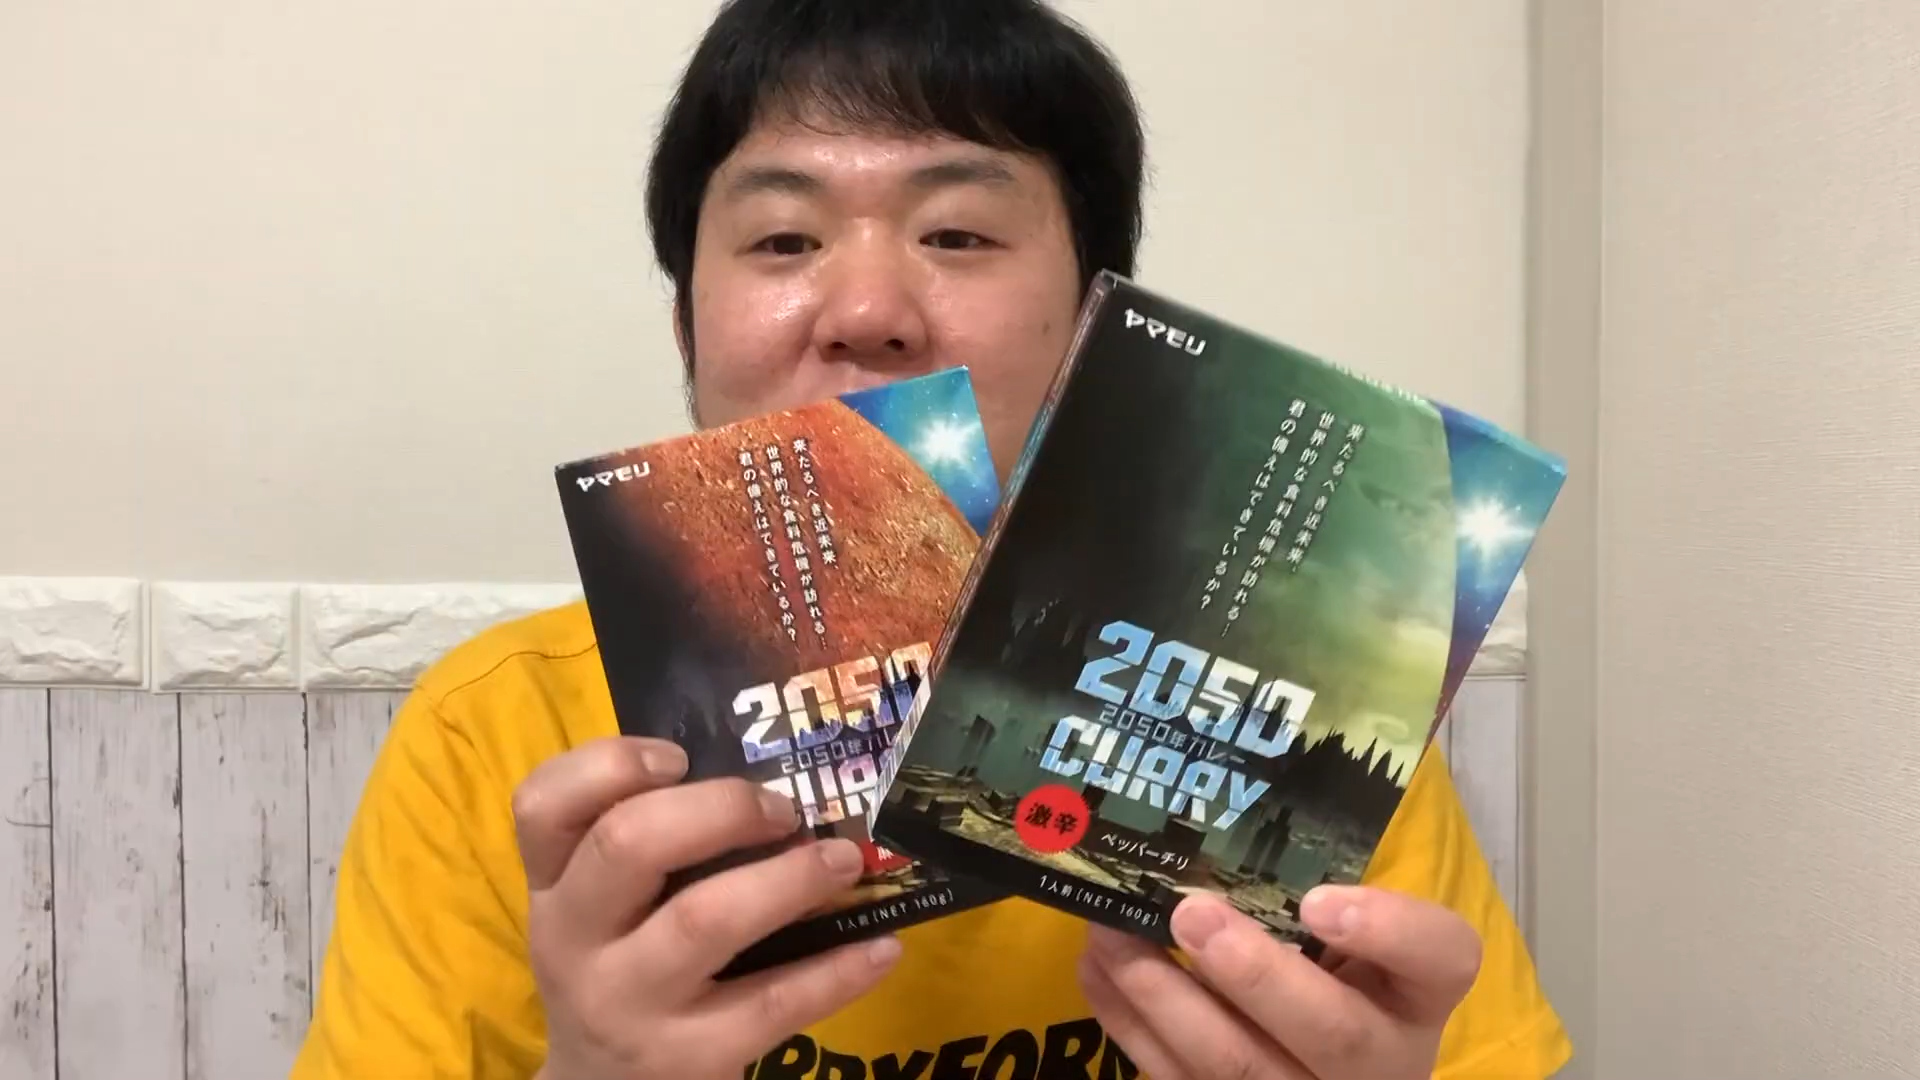 ヤマモリ
来たるべき近未来
世界的な食料危機が訪れる…
君の備えはできているか?
2050
2050年カレ
CUR
1人前 [NET 160g]
ヤマモリ
来たるべき近未来、
世界的な食料危機が訪れる…
君の備えはできているか?
2050
2050年カレー
CURRY
激辛
ペッパーチリ
1人前 [NET 160g]